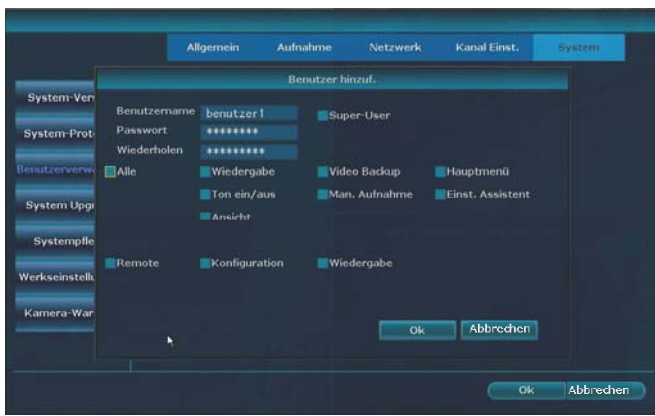 Allgemein Aufnahme Netzwerk Kanal Einst. System
Benutzer hinzuf.
System-Ver
System-Prot
Benutzerverw
System Upg
Systempfle
Werkseinstellu
Kamera-War
Benutzername benutzer1 Super-User
Passwort ********
Wiederholen *********
Alle Wiedergabe Video Backup Hauptmenü
Ton ein/aus Man. Aufnahme Einst. Assistent
Ansicht
Remote Konfiguration Wiedergabe
Ok Abbrechen
Ok Abbrechen